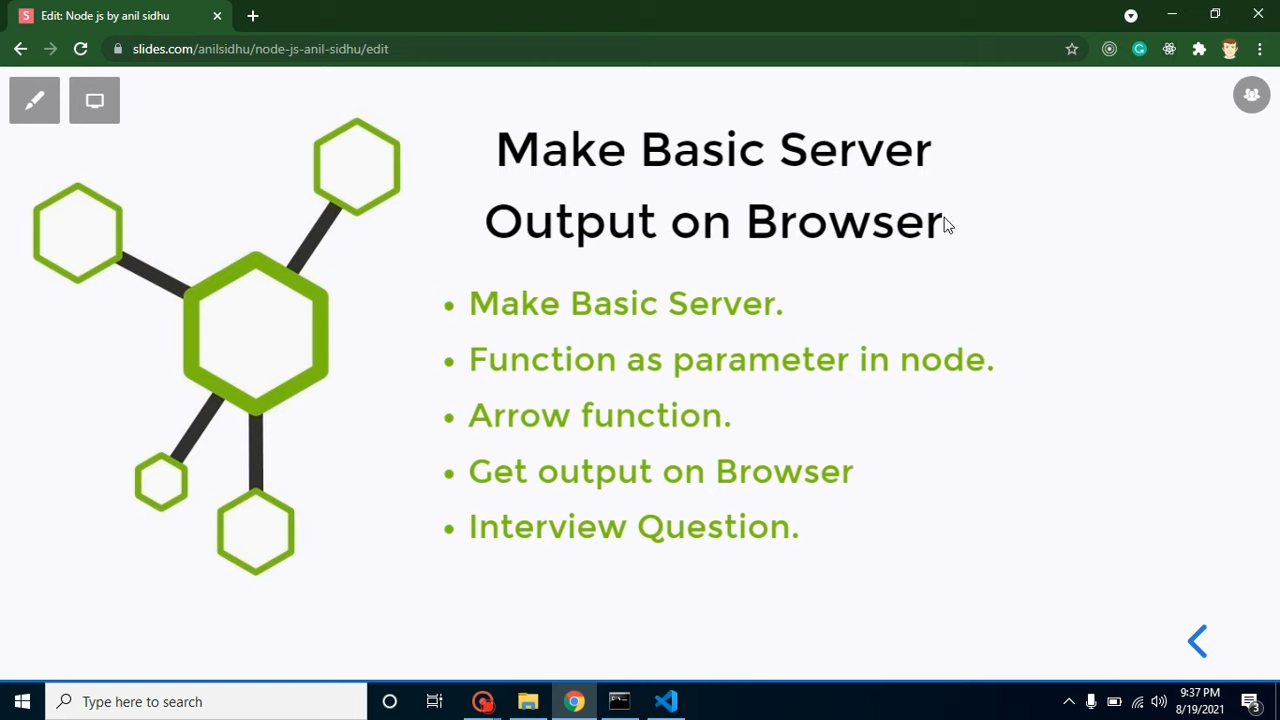 Edit: Node js by anil sidhu
slides.com/anilsidhu/node-js-anil-sidhu/edit
Make Basic Server
Output on Browser
• Make Basic Server.
• Function as parameter in node.
• Arrow function.
• Get output on Browser
• Interview Question.
Type here to search
9:37 PM
8/19/2021
3